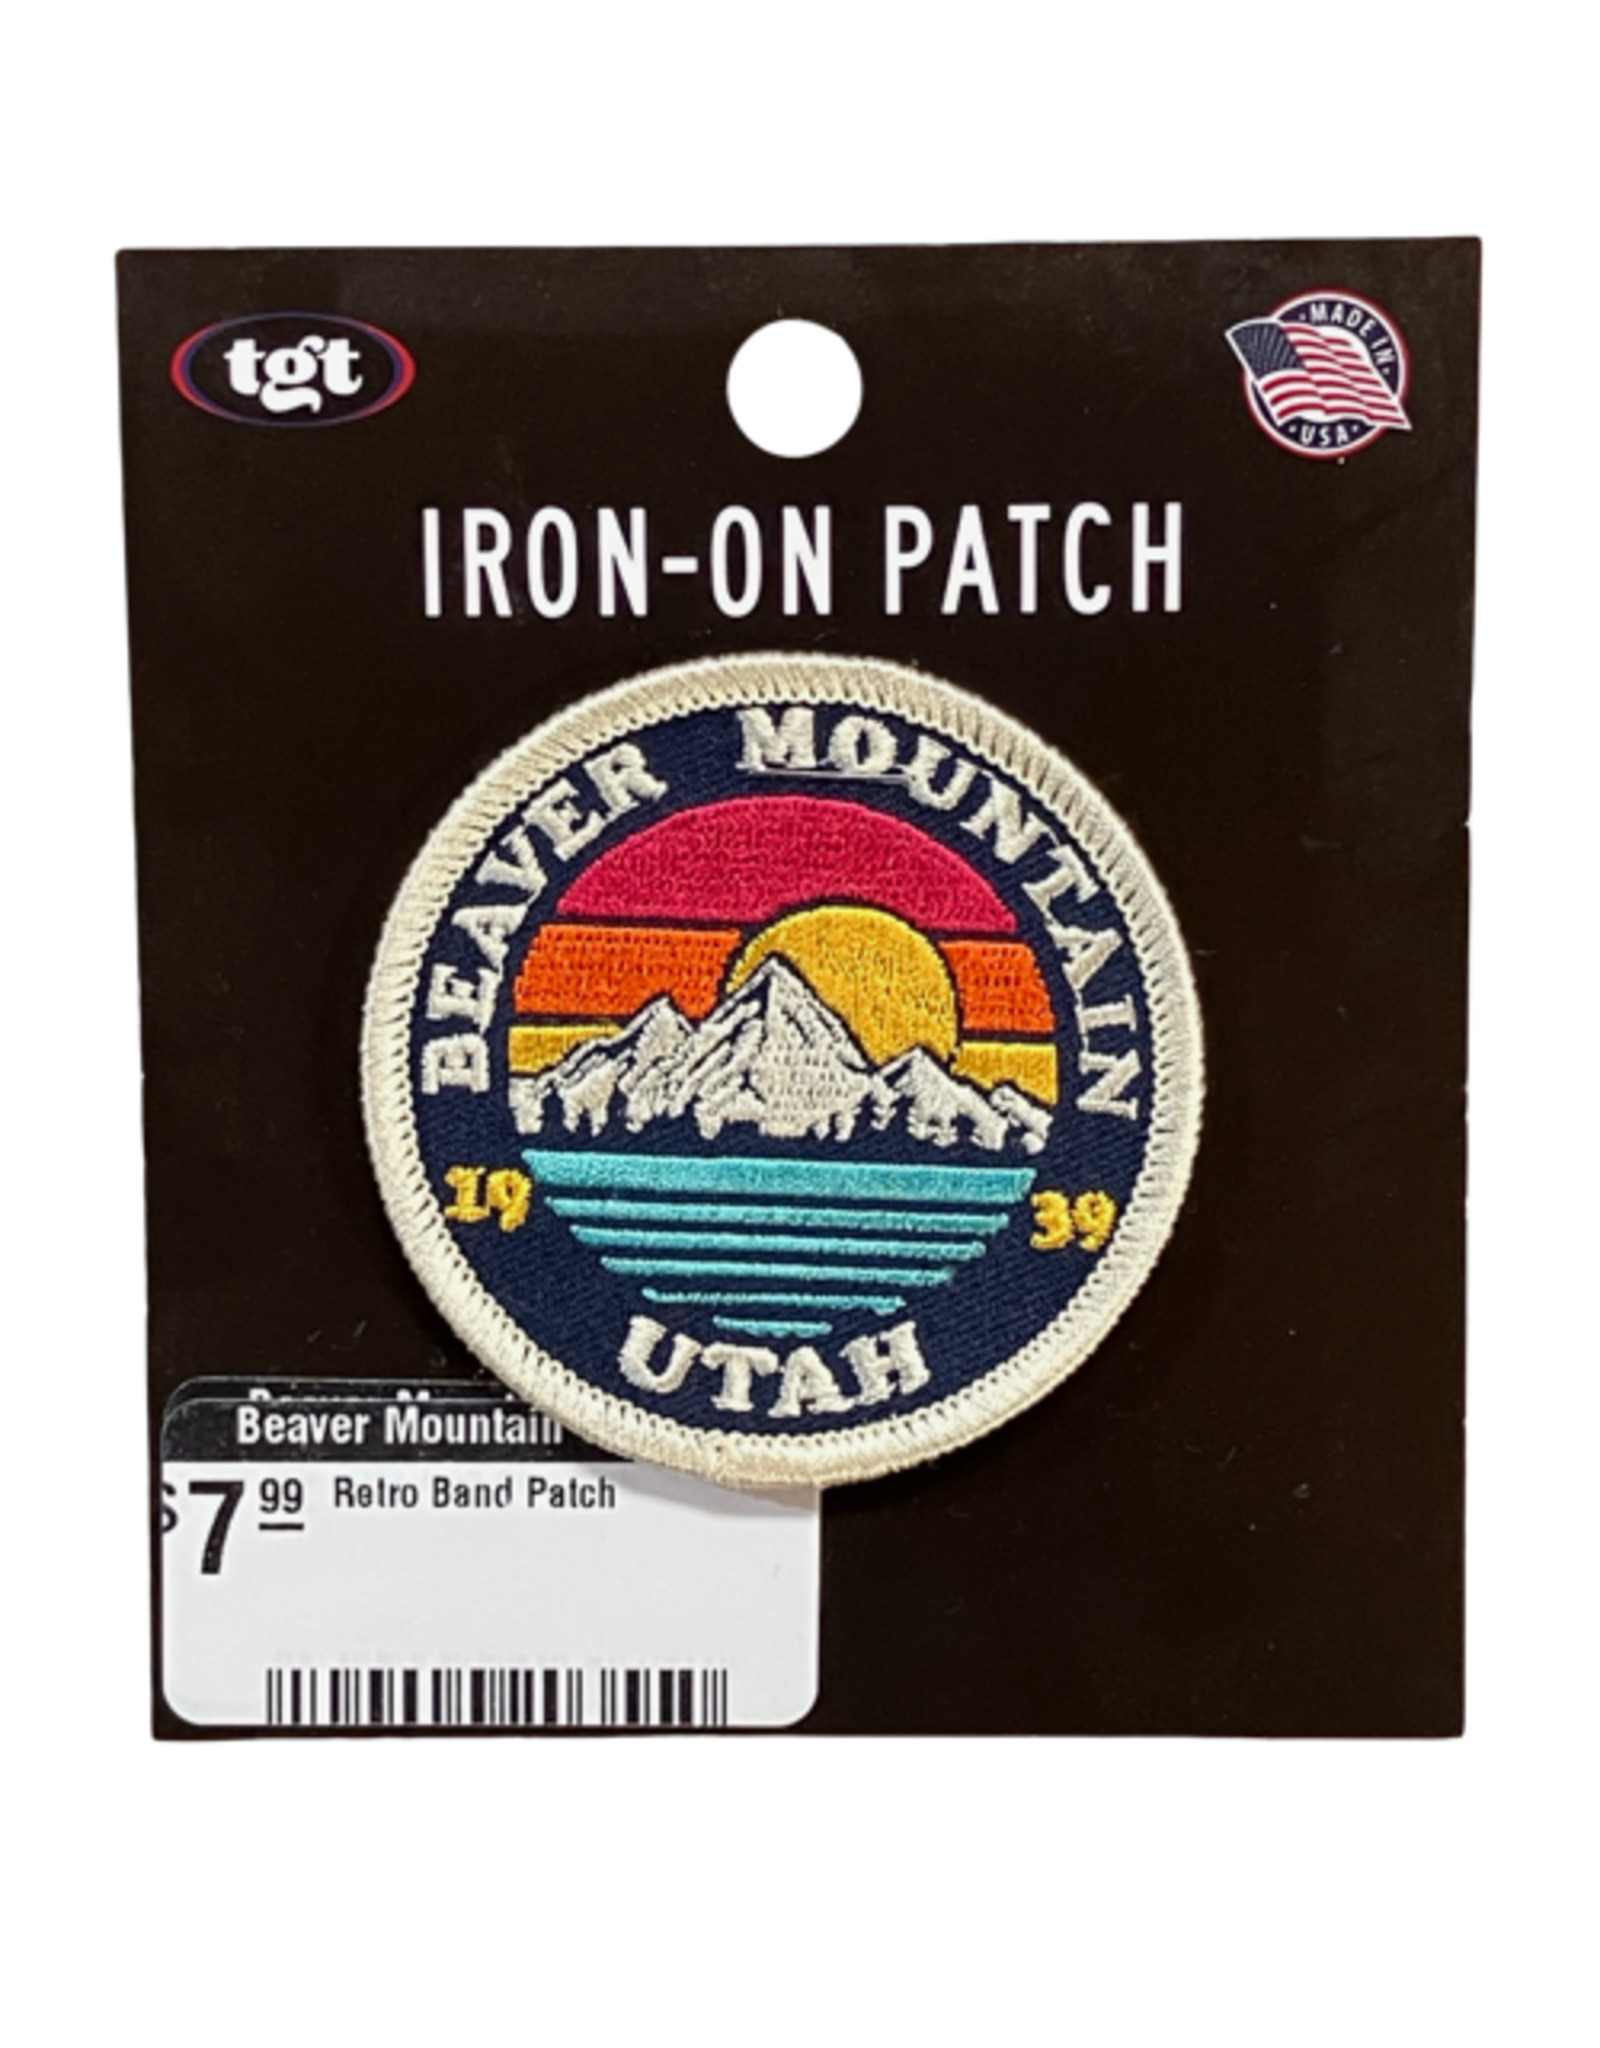 tgt
MADE IN
USA
IRON-ON PATCH
BEAVER MOUNTAIN
19 39
UTAH
Beaver Mountain
$7 99 Retro Band Patch